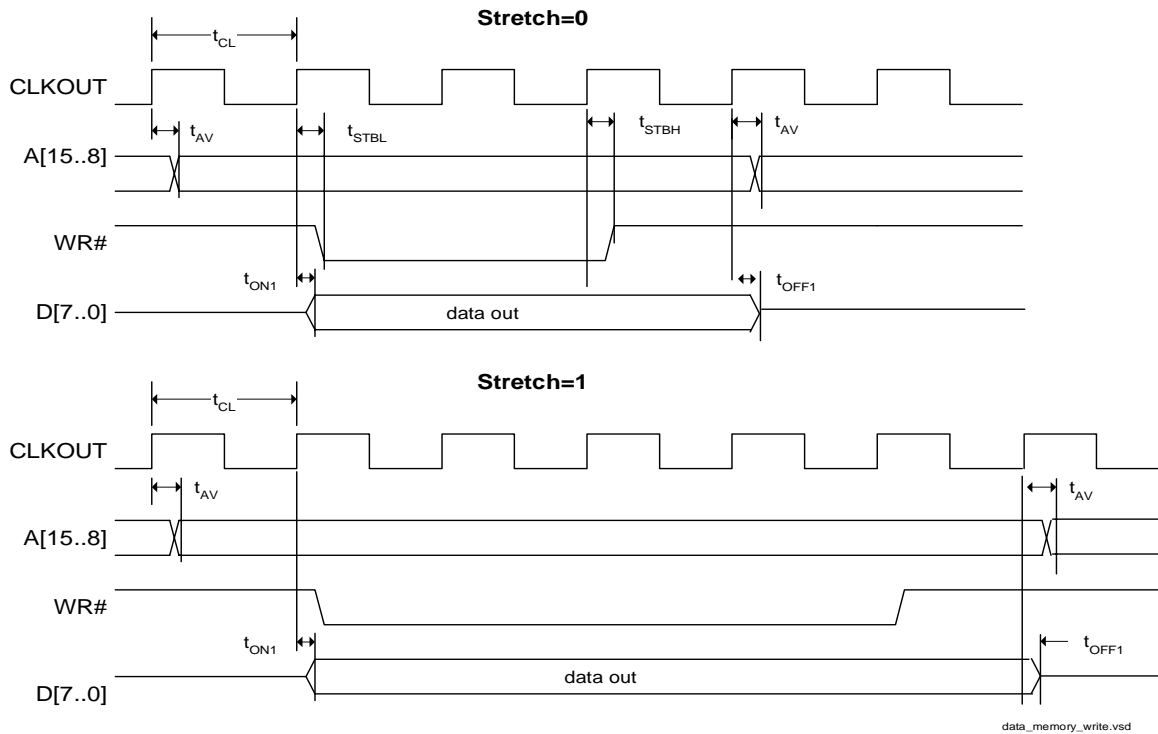 Stretch=0
tCL
CLKOUT
tAV
tSTBL
tSTBH
tAV
A[15..8]
WR#
tON1
tOFF1
D[7..0]
data out
Stretch=1
tCL
CLKOUT
tAV
tAV
A[15..8]
WR#
tON1
tOFF1
data out
D[7..0]
data_memory_write.vsd